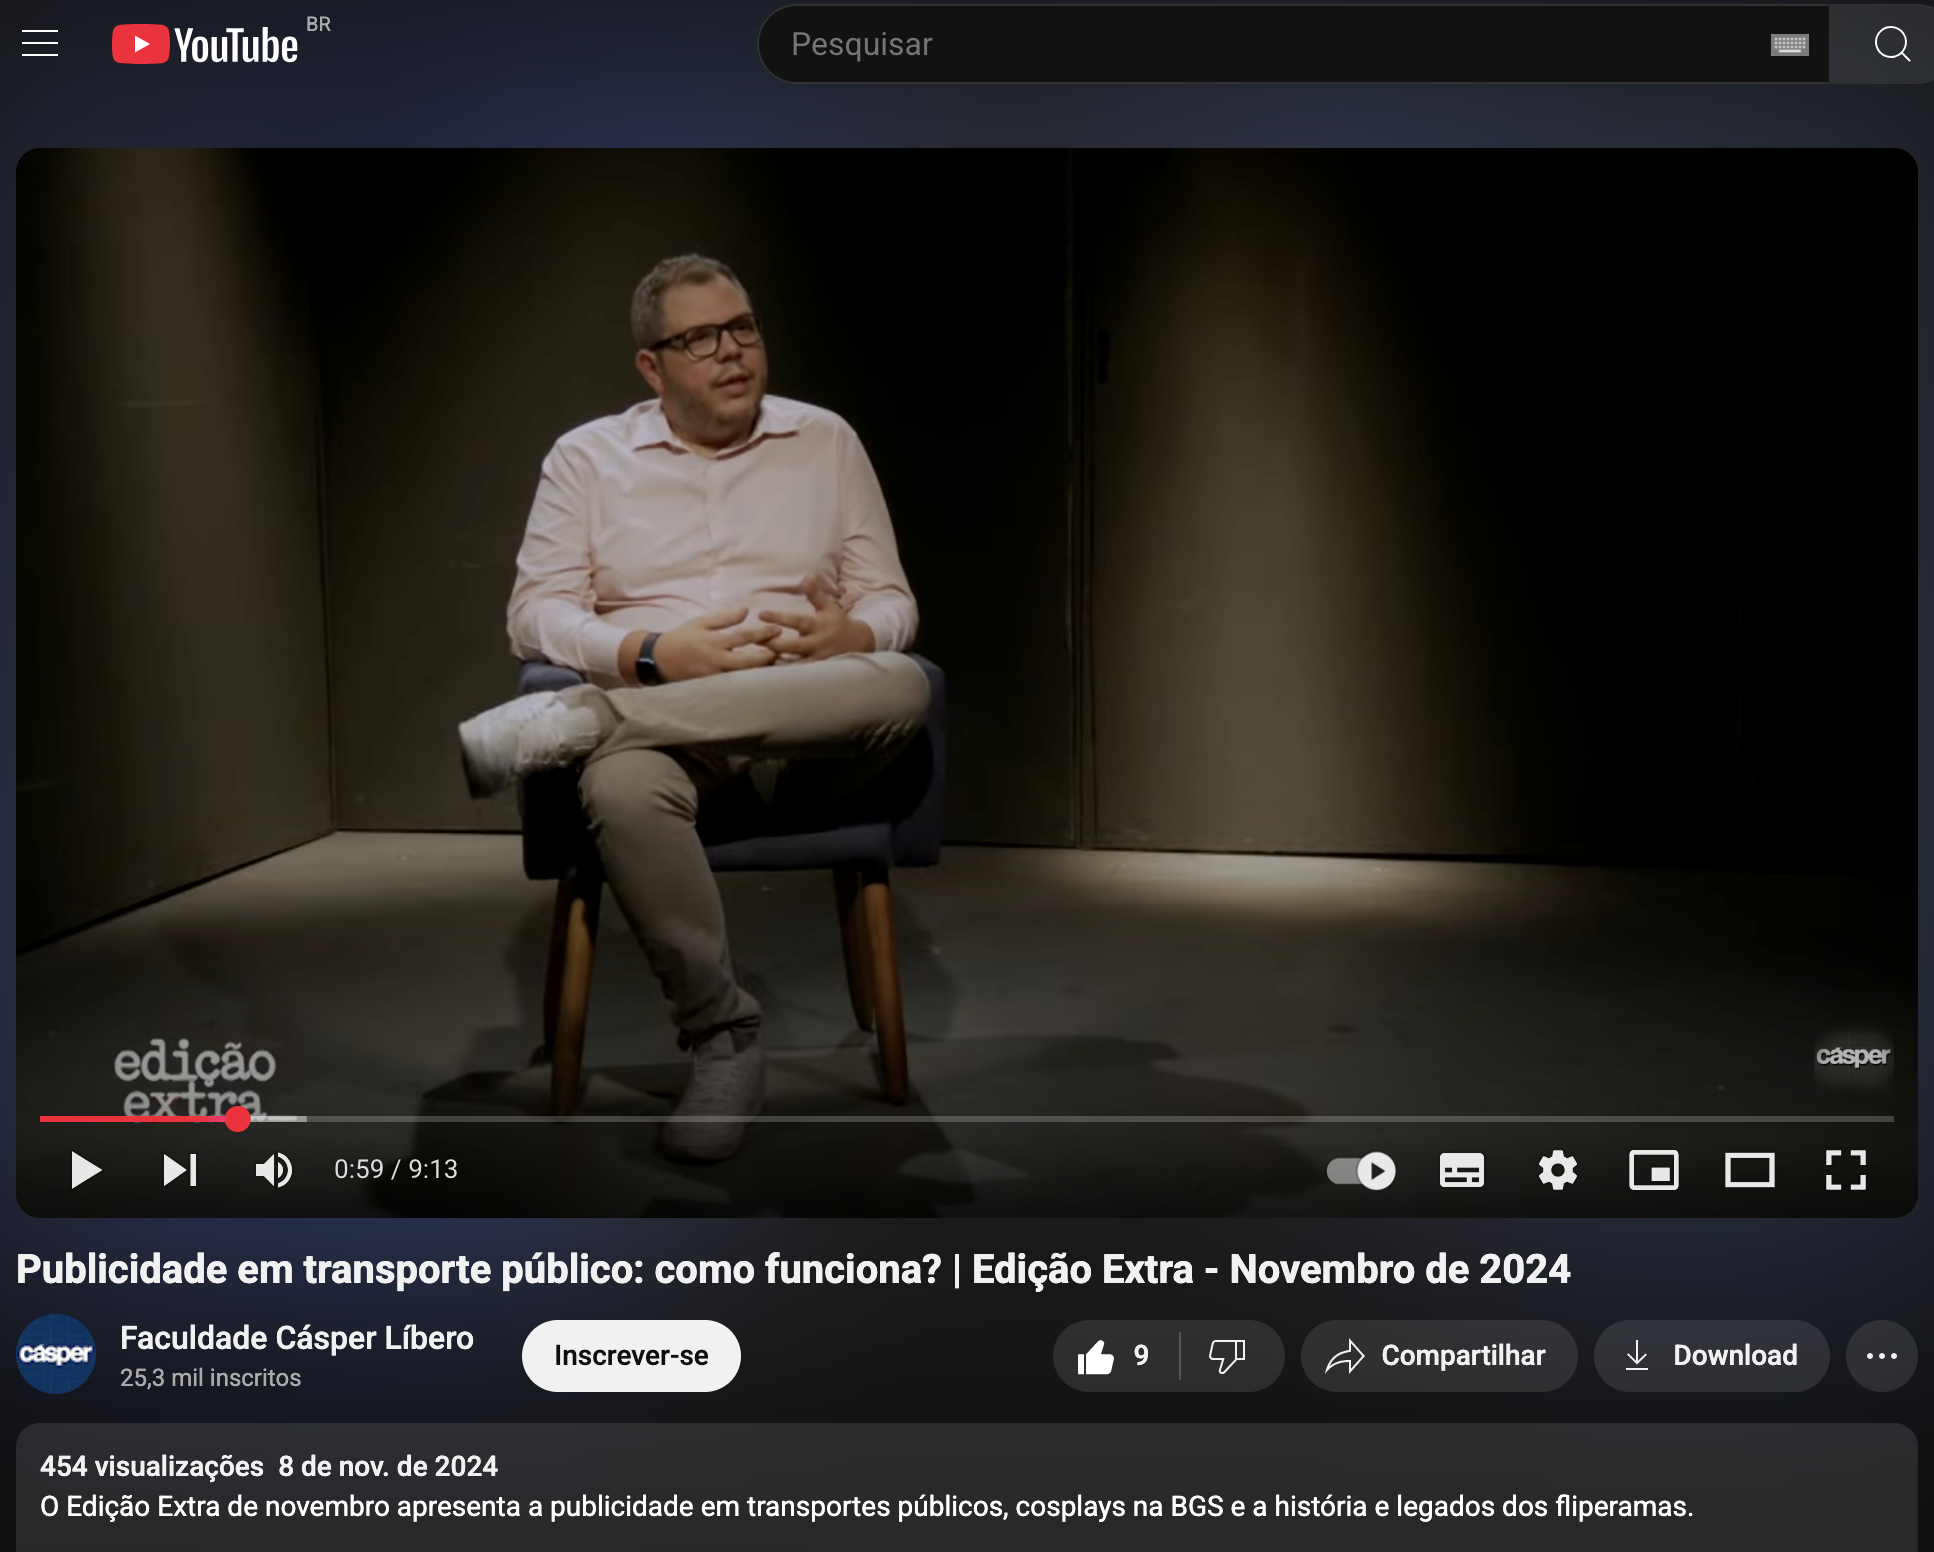 YouTube BR
Pesquisar
edição
extra
cásper
0:59 / 9:13
Publicidade em transporte público: como funciona? | Edição Extra - Novembro de 2024
cásper
Faculdade Cásper Líbero
25,3 mil inscritos
Inscrever-se
9
Compartilhar
Download
454 visualizações 8 de nov. de 2024
O Edição Extra de novembro apresenta a publicidade em transportes públicos, cosplays na BGS e a história e legados dos fliperamas.